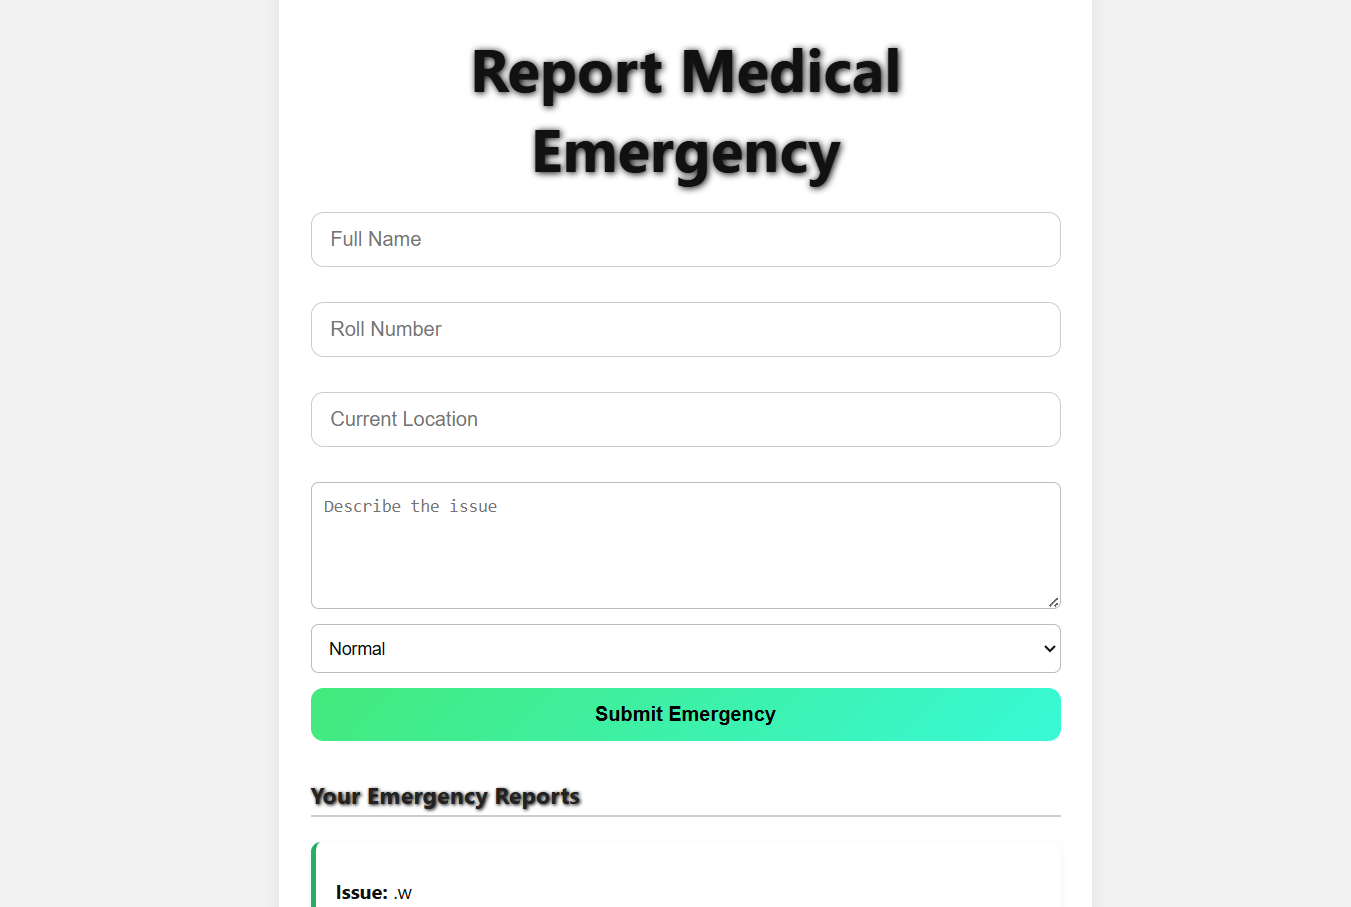 Report Medical
Emergency
Full Name
Roll Number
Current Location
Describe the issue
Normal
Submit Emergency
Your Emergency Reports
Issue: .w